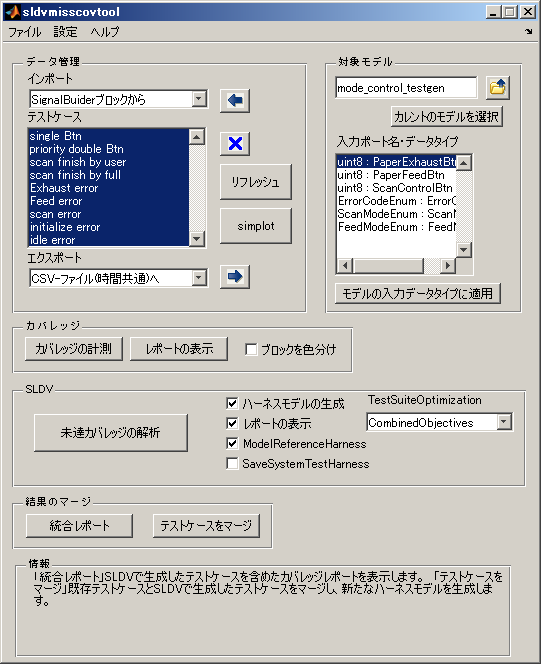 sldvmisscovtool
ファイル 設定 ヘルプ
データ管理
インポート
SignalBuiderブロックから
テストケース
single Btn
priority double Btn
scan finish by user
scan finish by full
Exhaust error
Feed error
scan error
initialize error
idle error
リフレッシュ
simplot
エクスポート
CSV-ファイル(時間共通)へ
対象モデル
mode_control_testgen
カレントのモデルを選択
入力ポート名・データタイプ
uint8 : PaperExhaustBtn
uint8 : PaperFeedBtn
uint8 : ScanControlBtn
ErrorCodeEnum : ErrorC
ScanModeEnum : ScanM
FeedModeEnum : FeedM
モデルの入力データタイプに適用
カバレッジ
カバレッジの計測 レポートの表示 ブロックを色分け
SLDV
未達カバレッジの解析
ハーネスモデルの生成
レポートの表示
ModelReferenceHarness
SaveSystemTestHarness
TestSuiteOptimization
CombinedObjectives
結果のマージ
統合レポート テストケースをマージ
情報
「統合レポート」SLDVで生成したテストケースを含めたカバレッジレポートを表示します。 「テストケースを
マージ」既存テストケースとSLDVで生成したテストケースをマージし、新たなハーネスモデルを生成しま
す。